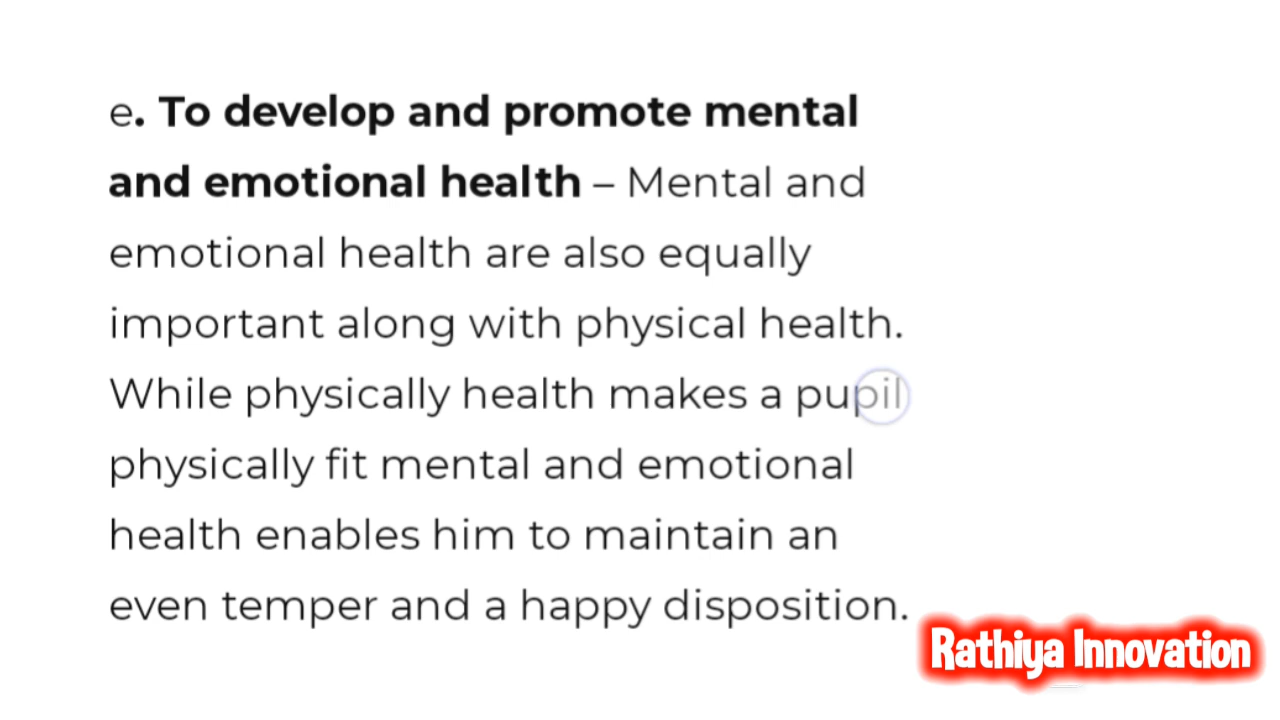 e. To develop and promote mental
and emotional health – Mental and
emotional health are also equally
important along with physical health.
While physically health makes a pupil
physically fit mental and emotional
health enables him to maintain an
even temper and a happy disposition.
Rathiya Innovation